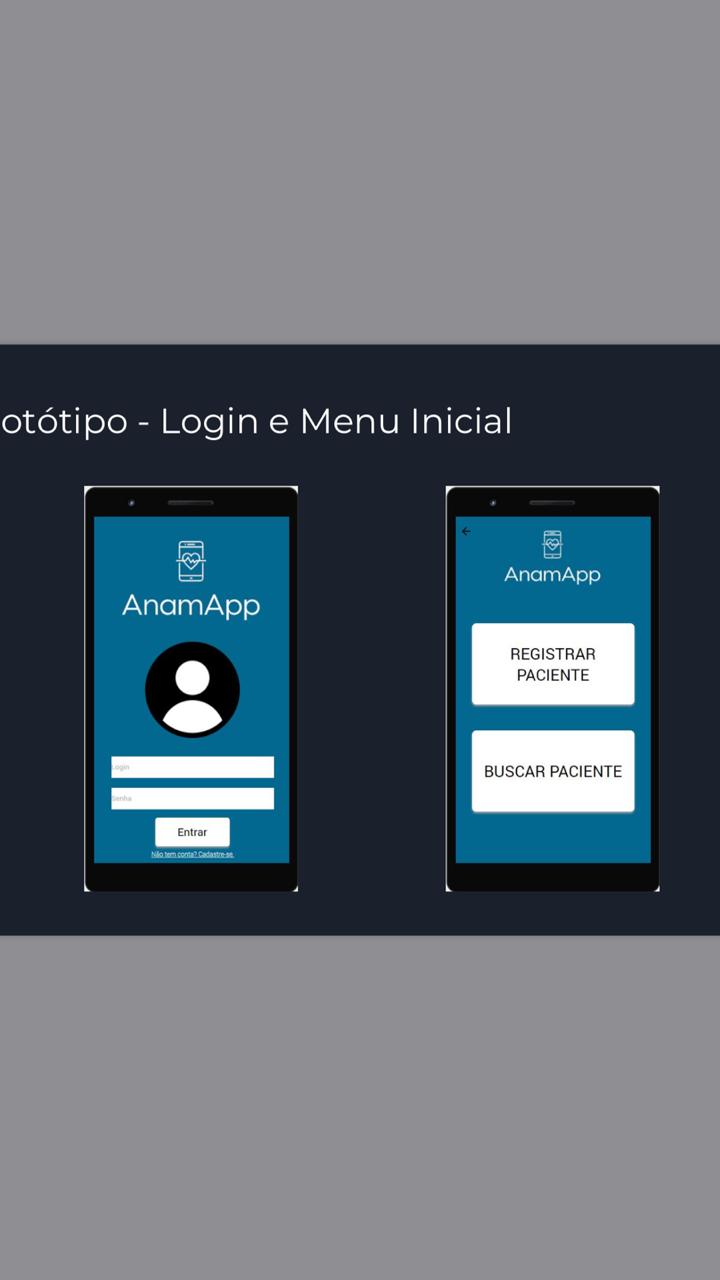 otótipo - Login e Menu Inicial
AnamApp
Login
Senha
Entrar
Não tem conta? Cadastre-se.
AnamApp
REGISTRAR
PACIENTE
BUSCAR PACIENTE